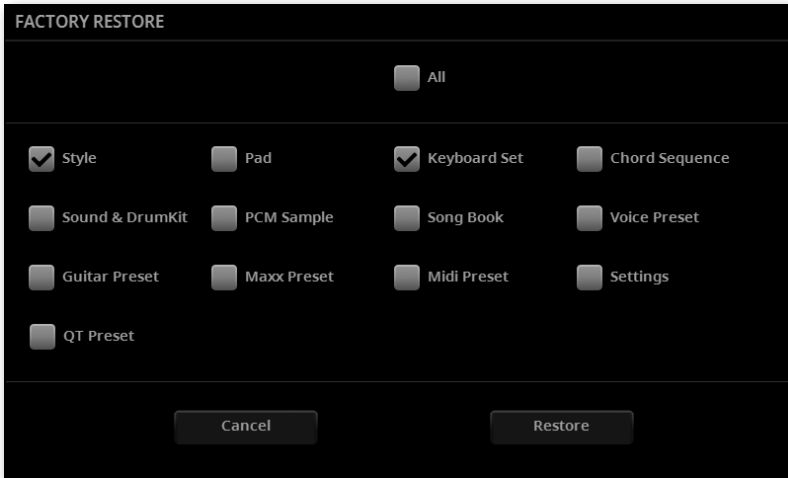 FACTORY RESTORE
All
Style Pad Keyboard Set Chord Sequence
Sound & DrumKit PCM Sample Song Book Voice Preset
Guitar Preset Maxx Preset Midi Preset Settings
QT Preset
Cancel Restore